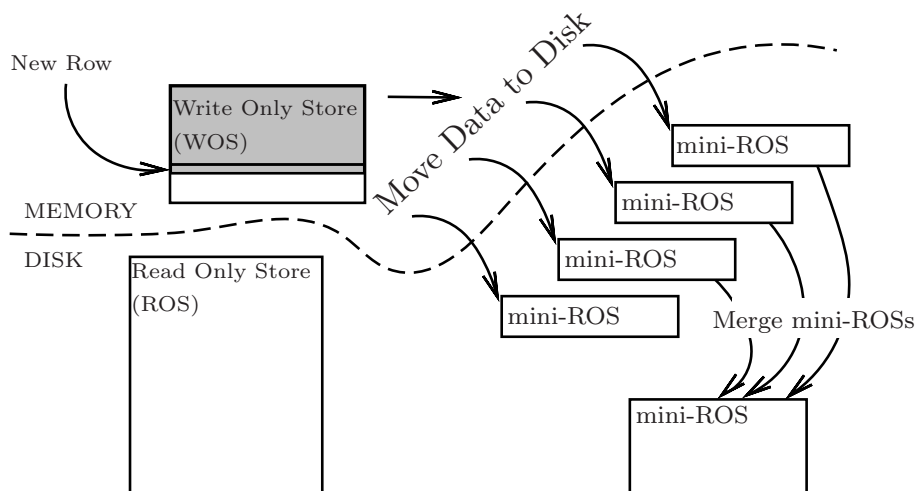 New Row
Write Only Store
(WOS)
Move Data to Disk
mini-ROS
mini-ROS
mini-ROS
mini-ROS
MEMORY
DISK
Read Only Store
(ROS)
Merge mini-ROSs
mini-ROS